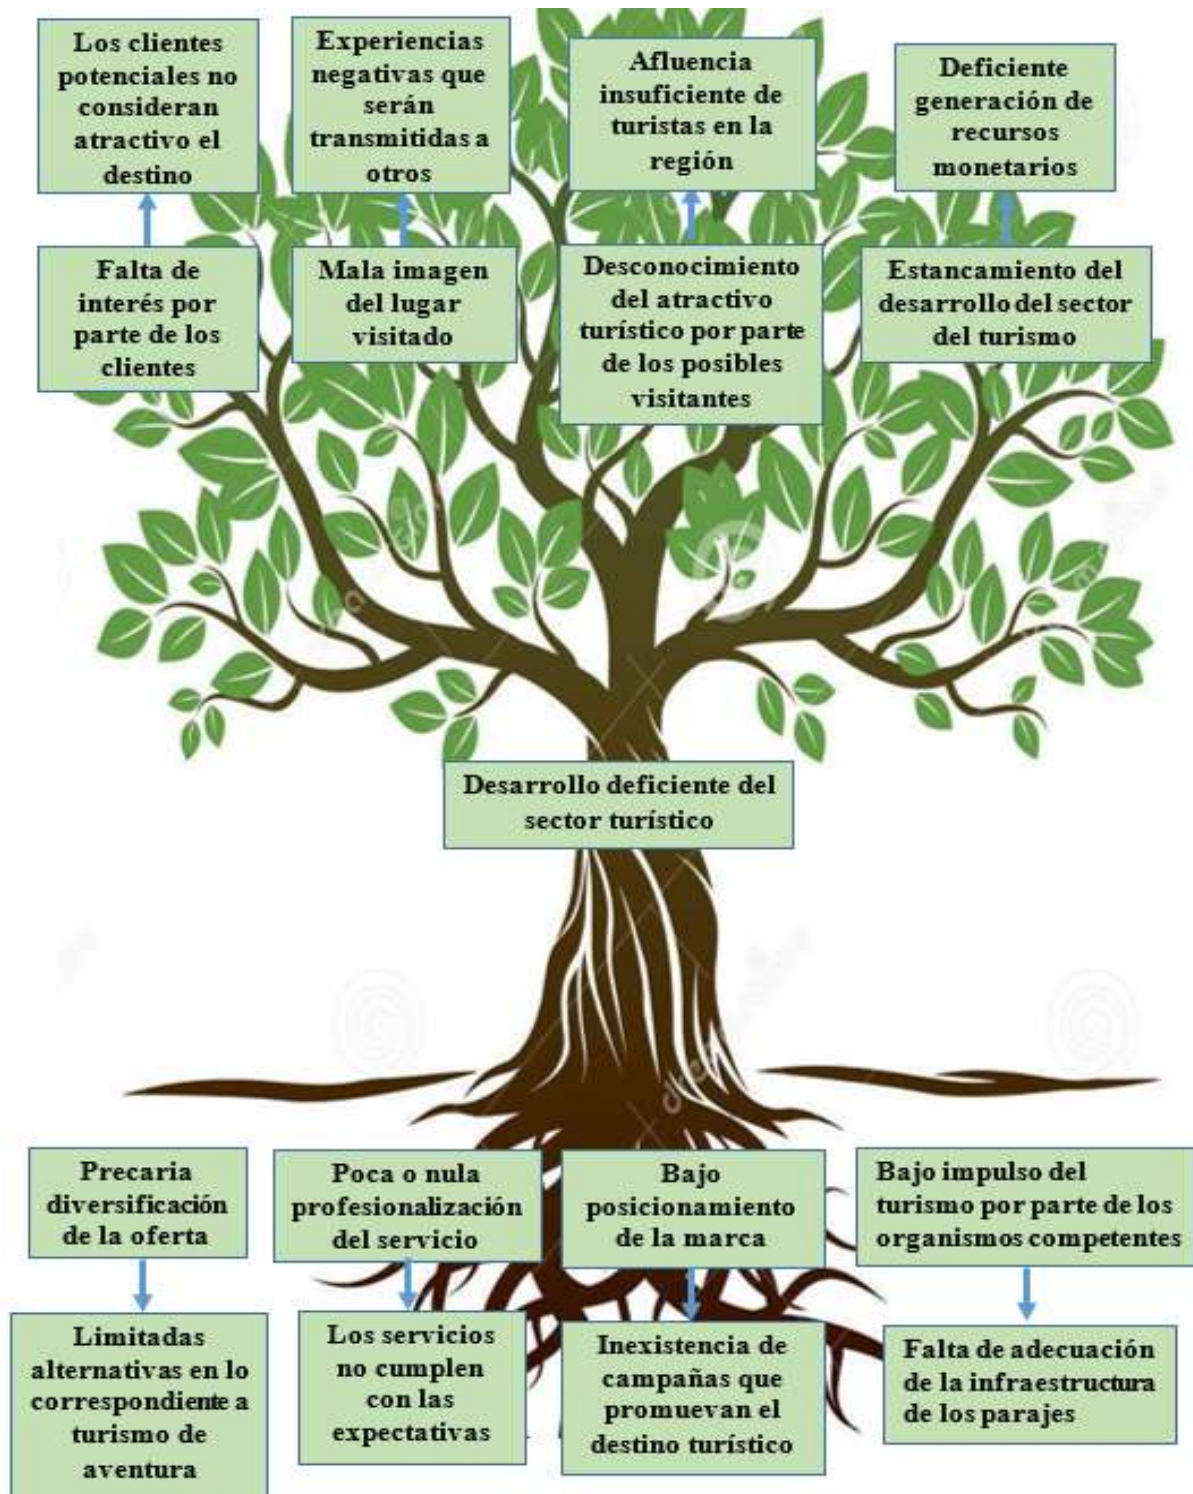 Los clientes
potenciales no
consideran
atractivo el
destino
Experiencias
negativas que
serán
transmitidas a
otros
Afluencia
insuficiente de
turistas en la
región
Deficiente
generación de
recursos
monetarios
Falta de
interés por
parte de los
clientes
Mala imagen
del lugar
visitado
Desconocimiento
del atractivo
turístico por parte
de los posibles
visitantes
Estancamiento del
desarrollo del sector
del turismo
Desarrollo deficiente del
sector turístico
Precaria
diversificación
de la oferta
Poca o nula
profesionalización
del servicio
Bajo
posicionamiento
de la marca
Bajo impulso del
turismo por parte de los
organismos competentes
Limitadas
alternativas en lo
correspondiente a
turismo de
aventura
Los servicios
no cumplen
con las
expectativas
Inexistencia de
campañas que
promuevan el
destino turístico
Falta de adecuación
de la infraestructura
de los parajes